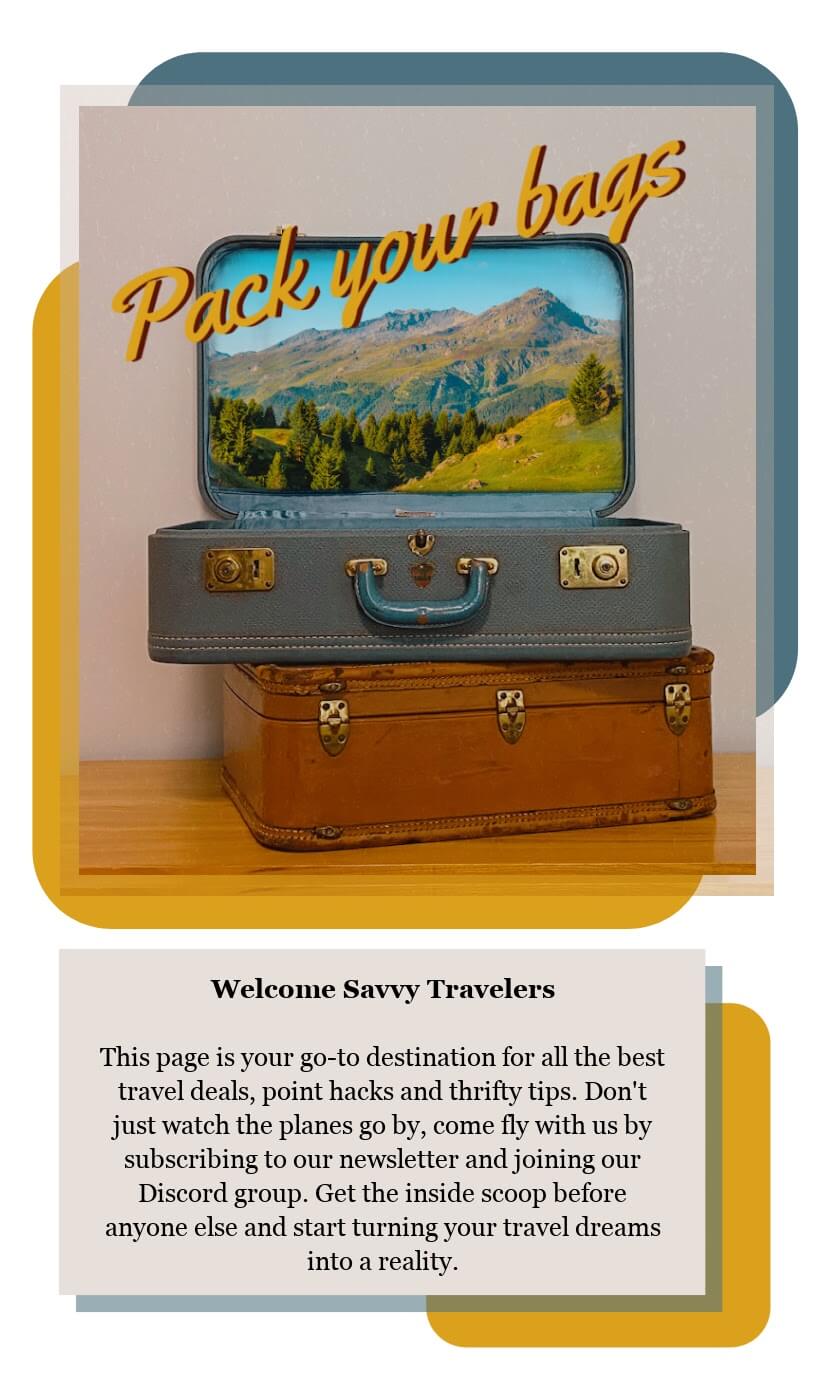 Pack your bags
Welcome Savvy Travelers
This page is your go-to destination for all the best
travel deals, point hacks and thrifty tips. Don't
just watch the planes go by, come fly with us by
subscribing to our newsletter and joining our
Discord group. Get the inside scoop before
anyone else and start turning your travel dreams
into a reality.